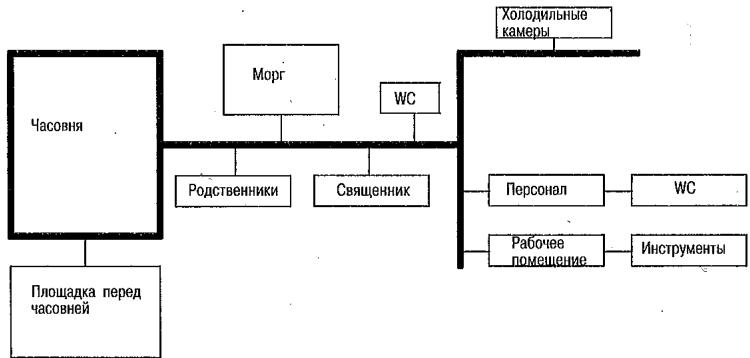 Холодильные
камеры
Морг
WC
Часовня
Родственники
Священник
Персонал
WC
Рабочее
помещение
Инструменты
Площадка перед
часовней